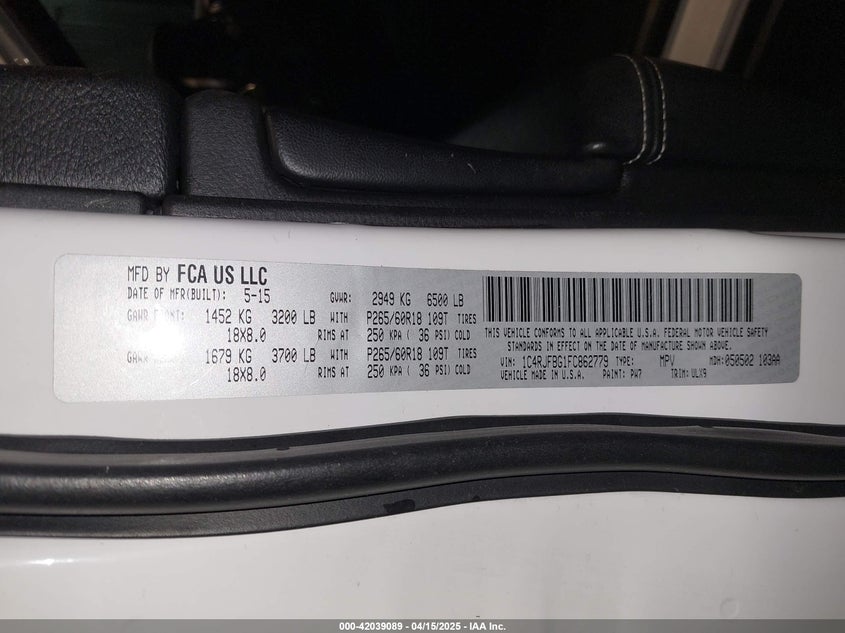 MFD BY FCA US LLC
DATE OF MFR(BUILT): 5-15 GVWR: 2949 KG 6500 LB
GAWR FRONT: 1452 KG 3200 LB WITH P265/60R18 109T TIRES
18X8.0 RIMS AT 250 KPA ( 36 PSI) COLD
GAWR 1679 KG 3700 LB WITH P265/60R18 109T TIRES
18X8.0 RIMS AT 250 KPA ( 36 PSI) COLD
THIS VEHICLE CONFORMS TO ALL APPLICABLE U.S.A. FEDERAL MOTOR VEHICLE SAFETY
STANDARDS IN EFFECT ON THE DATE OF MANUFACTURE SHOWN ABOVE.
VIN: 1C4RJFBG1FC862779 TYPE: MPV MDH: 050502 103AA
VEHICLE MADE IN U.S.A. PAINT: PW7 TRIM: ULX9
000-42039089 - 04/15/2025 - IAA Inc.